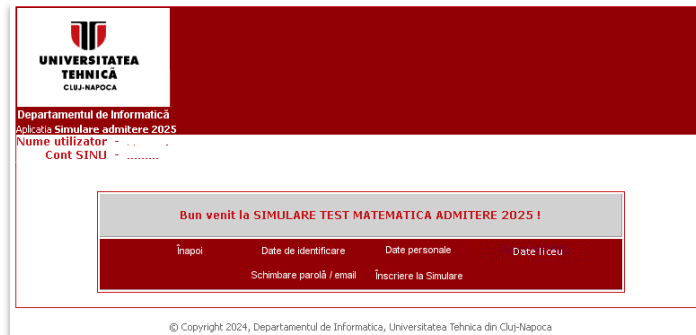 UNIVERSITATEA
TEHNICĂ
CLUJ-NAPOCA
Departamentul de Informatică
Aplicatia Simulare admitere 2025
Nume utilizator -
Cont SINU - .........
Bun venit la SIMULARE TEST MATEMATICA ADMITERE 2025 !
Înapoi Date de identificare Date personale Date liceu
Schimbare parolă / email Înscriere la Simulare
© Copyright 2024, Departamentul de Informatica, Universitatea Tehnica din Cluj-Napoca